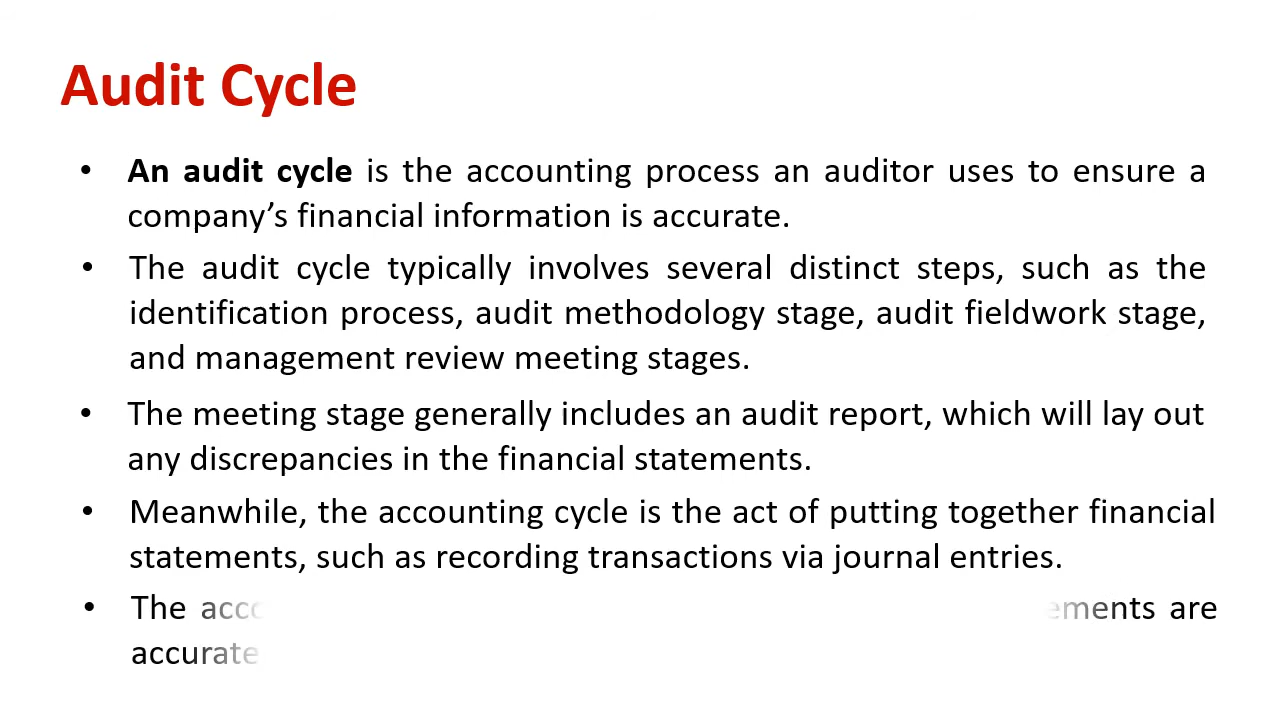 Audit Cycle
• An audit cycle is the accounting process an auditor uses to ensure a
company’s financial information is accurate.
• The audit cycle typically involves several distinct steps, such as the
identification process, audit methodology stage, audit fieldwork stage,
and management review meeting stages.
• The meeting stage generally includes an audit report, which will lay out
any discrepancies in the financial statements.
• Meanwhile, the accounting cycle is the act of putting together financial
statements, such as recording transactions via journal entries.
• The are
accurate